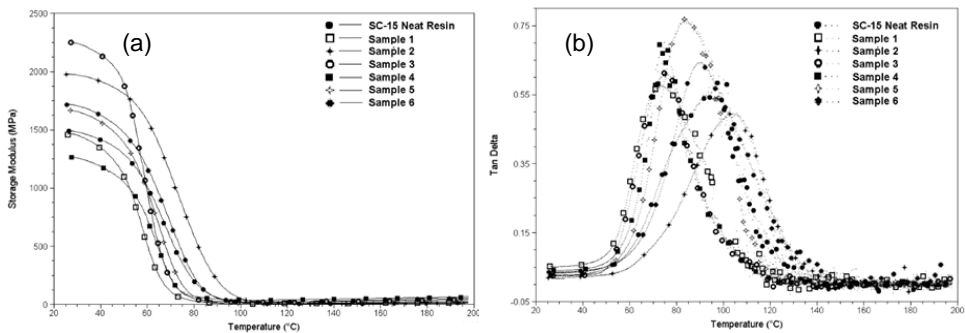 (a)
SC-15 Neat Resin
Sample 1
Sample 2
Sample 3
Sample 4
Sample 5
Sample 6
Storage Modulus (MPa)
2500
2000
1500
1000
500
0
20 40 60 80 100 120 140 160 180 200
Temperature (°C)
(b)
SC-15 Neat Resin
Sample 1
Sample 2
Sample 3
Sample 4
Sample 5
Sample 6
Tan Delta
0.75
0.55
0.35
0.15
-0.05
20 40 60 80 100 120 140 160 180 200
Temperature (°C)